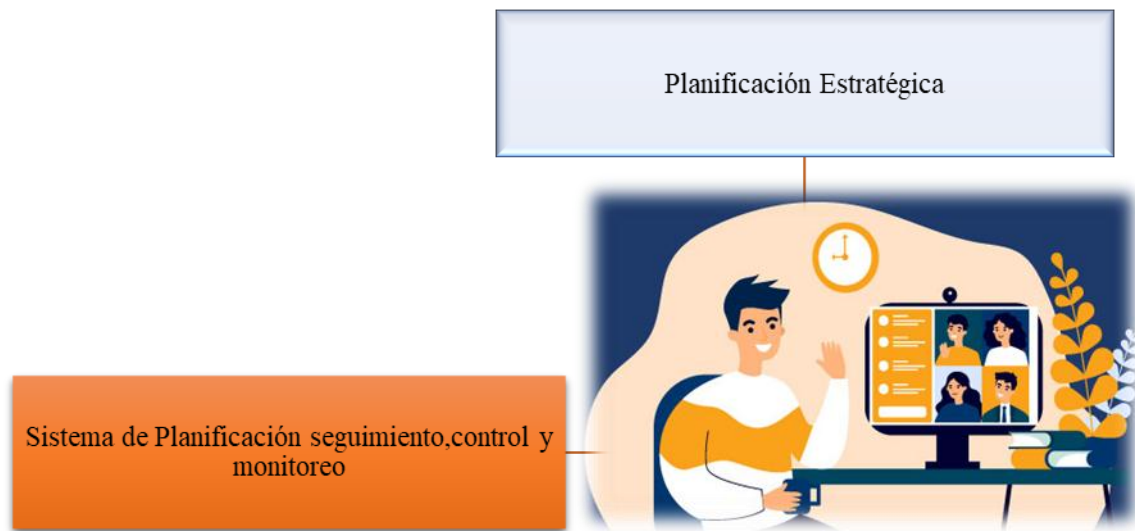 Planificación Estratégica
Sistema de Planificación seguimiento,control y
monitoreo